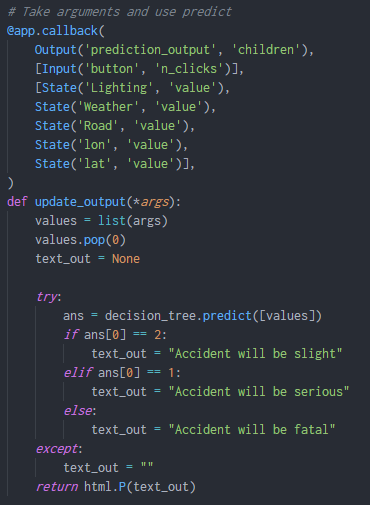 # Take arguments and use predict
@app.callback(
    Output('prediction_output', 'children'),
    [Input('button', 'n_clicks')],
    [State('Lighting', 'value'),
    State('Weather', 'value'),
    State('Road', 'value'),
    State('lon', 'value'),
    State('lat', 'value')],
)
def update_output(*args):
    values = list(args)
    values.pop(0)
    text_out = None

    try:
        ans = decision_tree.predict([values])
        if ans[0] == 2:
            text_out = "Accident will be slight"
        elif ans[0] == 1:
            text_out = "Accident will be serious"
        else:
            text_out = "Accident will be fatal"
    except:
        text_out = ""
    return html.P(text_out)